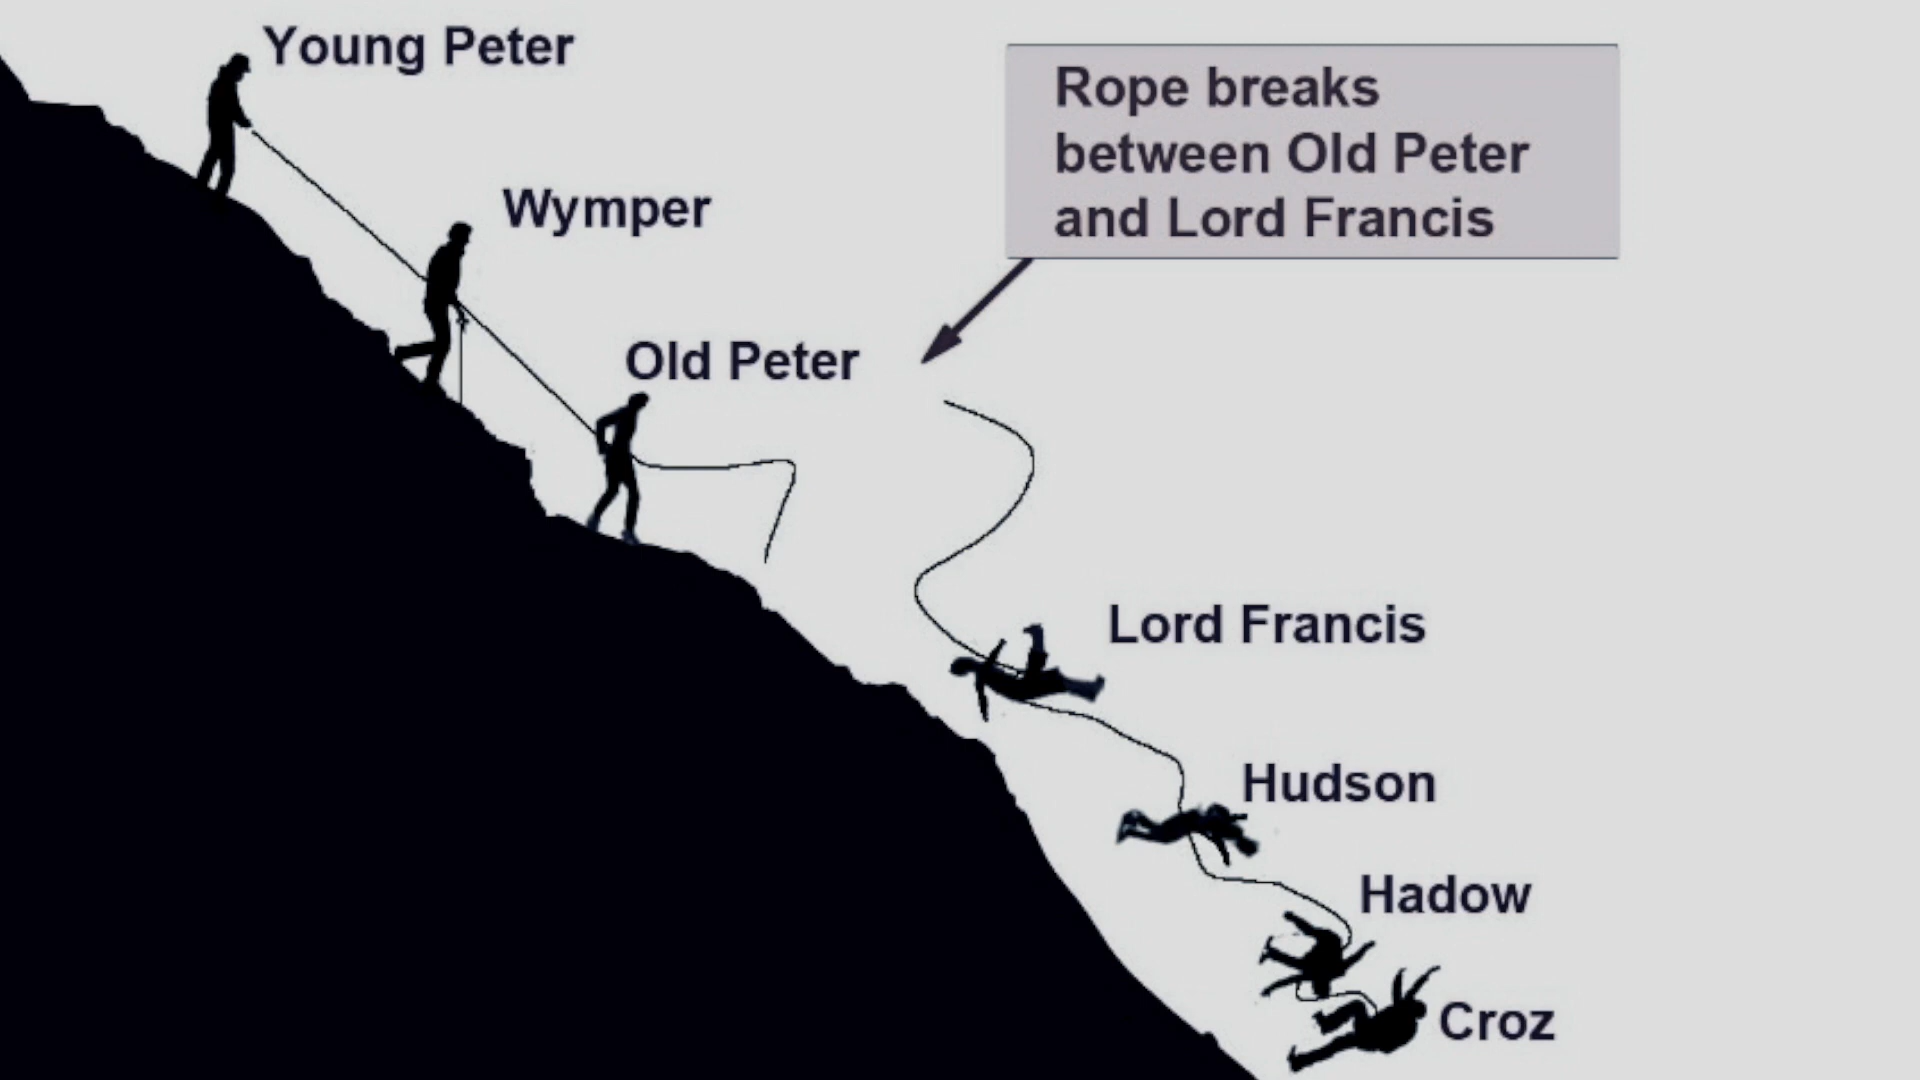 Young Peter
Rope breaks
between Old Peter
and Lord Francis
Wymper
Old Peter
Lord Francis
Hudson
Hadow
Croz